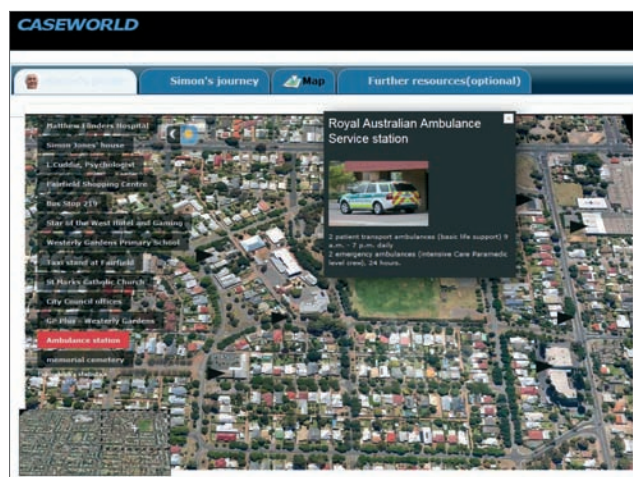 CASEWORLD
Simon's journey
Map
Further resources(optional)
Matthew Flinders Hospital
Simon Jones' house
L Cuddie, Psychologist
Fairfield Shopping Centre
Bus Stop 219
Star of the West Hotel and Gaming
Westerly Gardens Primary School
Taxi stand at Fairfield
St Marks Catholic Church
City Council offices
GP Plus - Westerly Gardens
Ambulance station
memorial cemetery
Royal Australian Ambulance
Service station
2 patient transport ambulances (basic life support) 9
a.m. - 7 p.m. daily
2 emergency ambulances (intensive Care Paramedic
level crew), 24 hours.